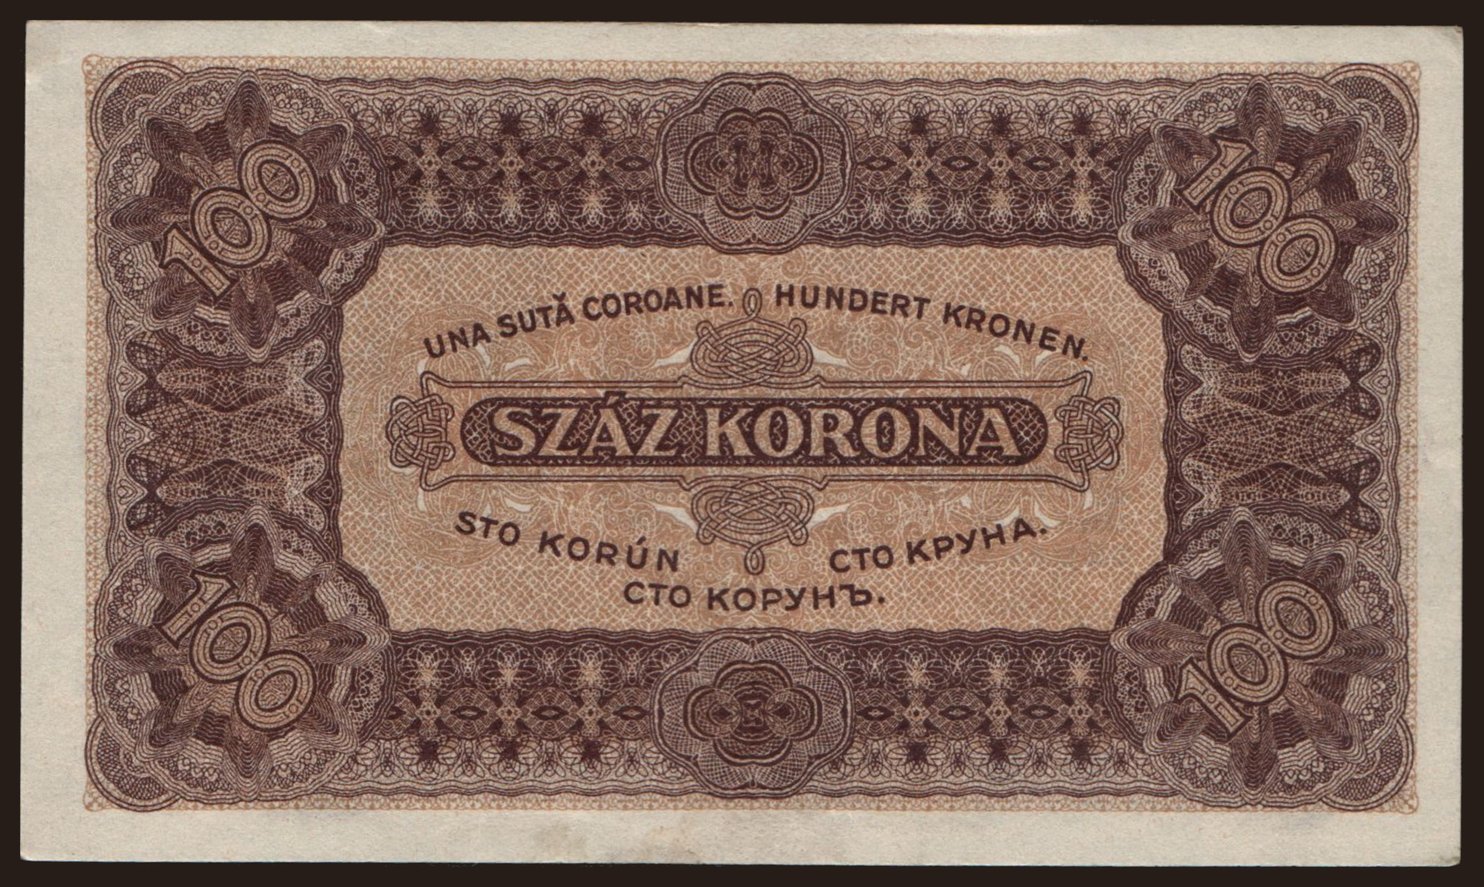 100
100
UNA SUTĂ COROANE. HUNDERT KRONEN.
SZÁZ KORONA
STO KORÚN
СТО КРУНА.
СТО КОРУНЪ.
100
100